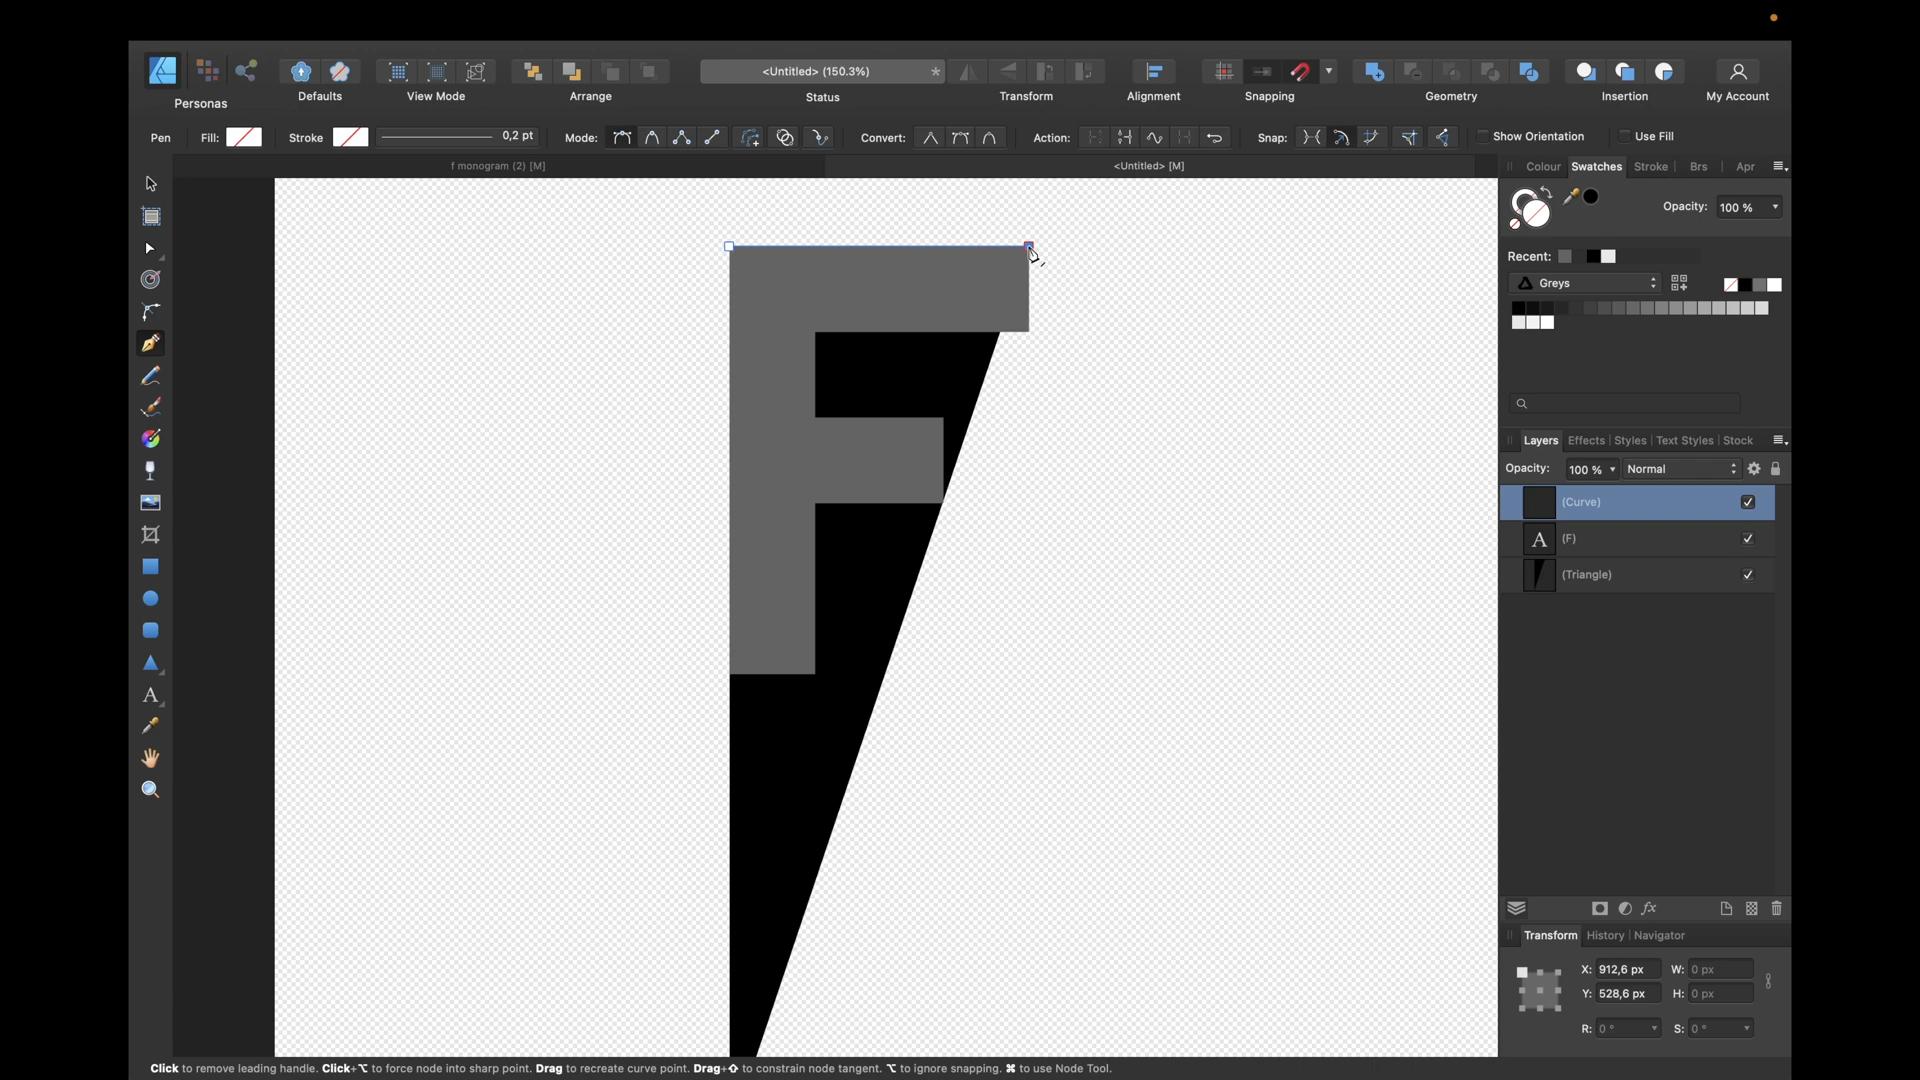 <Untitled> (150.3%)
*
Personas
Defaults
View Mode
Arrange
Status
Transform
Alignment
Snapping
Geometry
Insertion
My Account
Pen
Fill:
Stroke
0,2 pt
Mode:
Convert:
Action:
Snap:
Show Orientation
Use Fill
f monogram (2) [M]
<Untitled> [M]
Colour
Swatches
Stroke
Brs
Apr
Opacity:
100 %
Recent:
Greys
Layers
Effects
Styles
Text Styles
Stock
Opacity:
100 %
Normal
(Curve)
A
(F)
(Triangle)
F
A
fx
Transform
History
Navigator
X:
912,6 px
W:
0 px
Y:
528,6 px
H:
0 px
R:
0 °
S:
0 °
Click to remove leading handle. Click+⌥ to force node into sharp point. Drag to recreate curve point. Drag+⇧ to constrain node tangent. ⌥ to ignore snapping. ⌘ to use Node Tool.